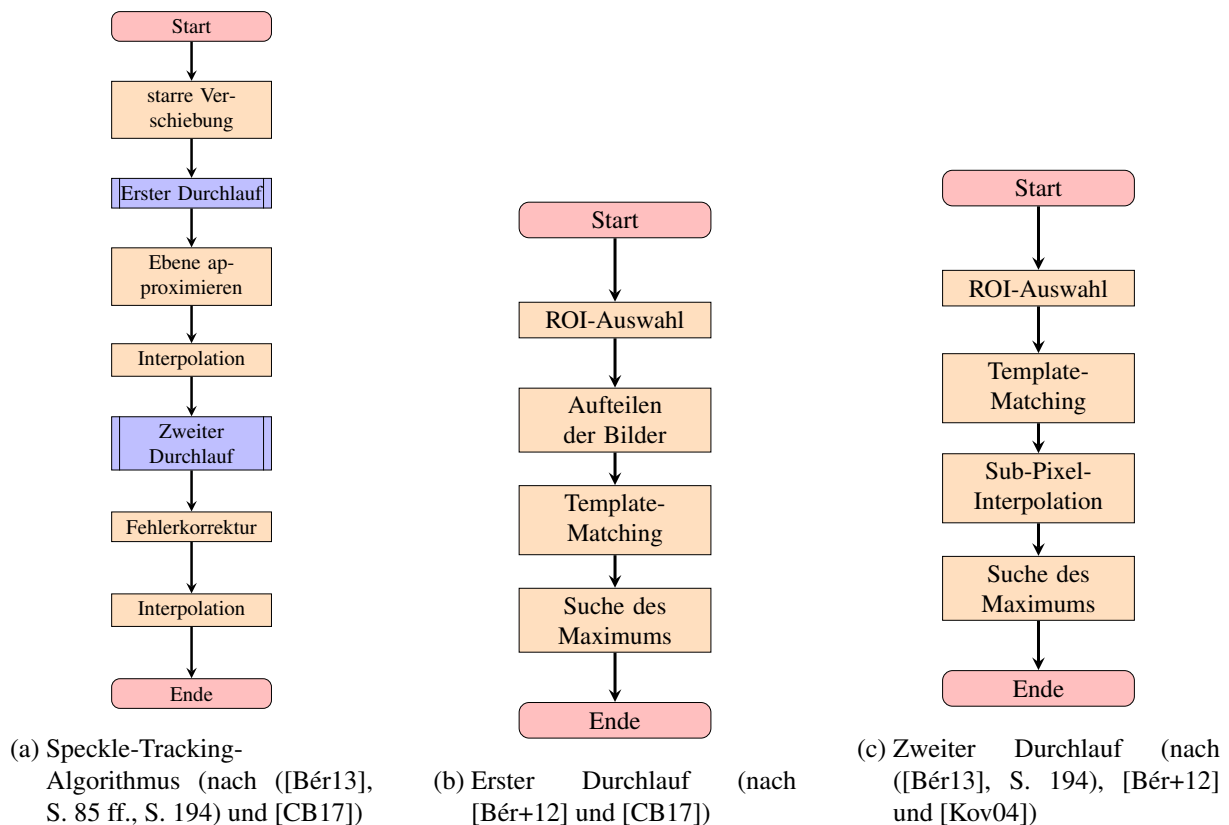 Start
starre Ver-
schiebung
Erster Durchlauf
Ebene ap-
proximieren
Interpolation
Zweiter
Durchlauf
Fehlerkorrektur
Interpolation
Ende
(a) Speckle-Tracking-
Algorithmus (nach ([Bér13],
S. 85 ff., S. 194) und [CB17])
Start
ROI-Auswahl
Aufteilen
der Bilder
Template-
Matching
Suche des
Maximums
Ende
(b) Erster Durchlauf (nach
[Bér+12] und [CB17])
Start
ROI-Auswahl
Template-
Matching
Sub-Pixel-
Interpolation
Suche des
Maximums
Ende
(c) Zweiter Durchlauf (nach
([Bér13], S. 194), [Bér+12]
und [Kov04])